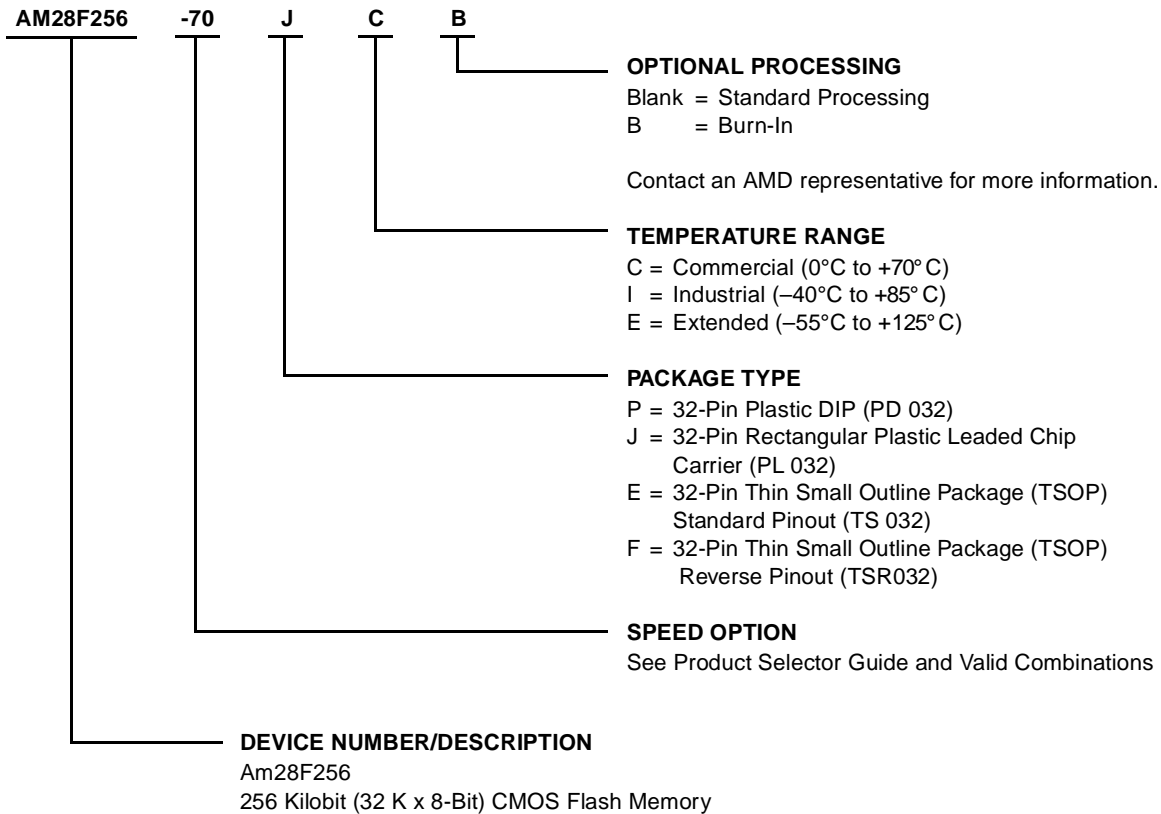 AM28F256 -70 J C B
OPTIONAL PROCESSING
Blank = Standard Processing
B = Burn-In
Contact an AMD representative for more information.
TEMPERATURE RANGE
C = Commercial (0°C to +70°C)
I = Industrial (–40°C to +85°C)
E = Extended (–55°C to +125°C)
PACKAGE TYPE
P = 32-Pin Plastic DIP (PD 032)
J = 32-Pin Rectangular Plastic Leaded Chip
Carrier (PL 032)
E = 32-Pin Thin Small Outline Package (TSOP)
Standard Pinout (TS 032)
F = 32-Pin Thin Small Outline Package (TSOP)
Reverse Pinout (TSR032)
SPEED OPTION
See Product Selector Guide and Valid Combinations
DEVICE NUMBER/DESCRIPTION
Am28F256
256 Kilobit (32 K x 8-Bit) CMOS Flash Memory